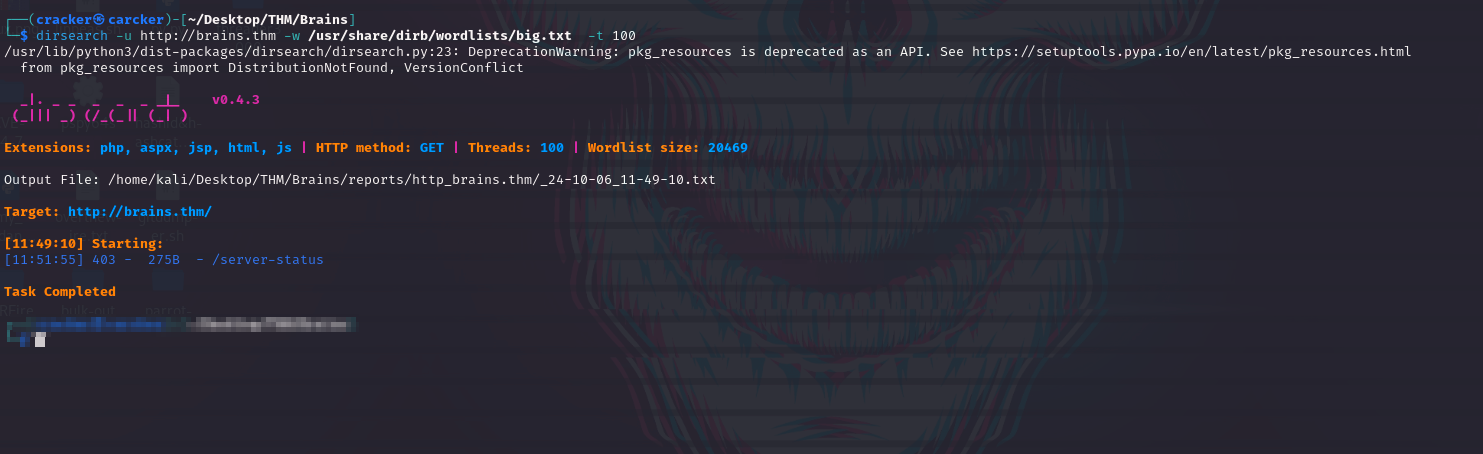 ┌──(cracker㉿carcker)-[~/Desktop/THM/Brains]
└─$ dirsearch -u http://brains.thm -w /usr/share/dirb/wordlists/big.txt  -t 100
/usr/lib/python3/dist-packages/dirsearch/dirsearch.py:23: DeprecationWarning: pkg_resources is deprecated as an API. See https://setuptools.pypa.io/en/latest/pkg_resources.html
  from pkg_resources import DistributionNotFound, VersionConflict
v0.4.3
Extensions: php, aspx, jsp, html, js | HTTP method: GET | Threads: 100 | Wordlist size: 20469
Output File: /home/kali/Desktop/THM/Brains/reports/http_brains.thm/_24-10-06_11-49-10.txt
Target: http://brains.thm/
[11:49:10] Starting:
[11:51:55] 403 -  275B  - /server-status
Task Completed